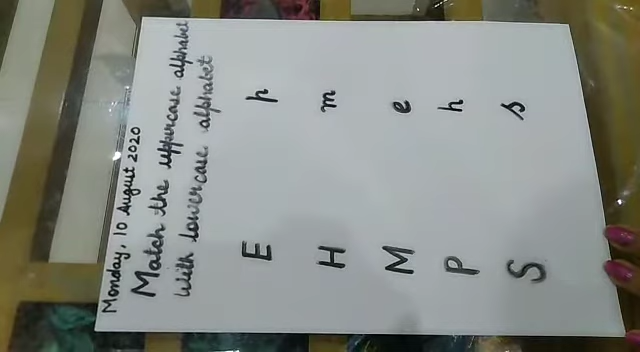 Monday, 10 August 2020
Match the uppercase alphabet
with lowercase alphabet
E p
H m
M e
P h
S s